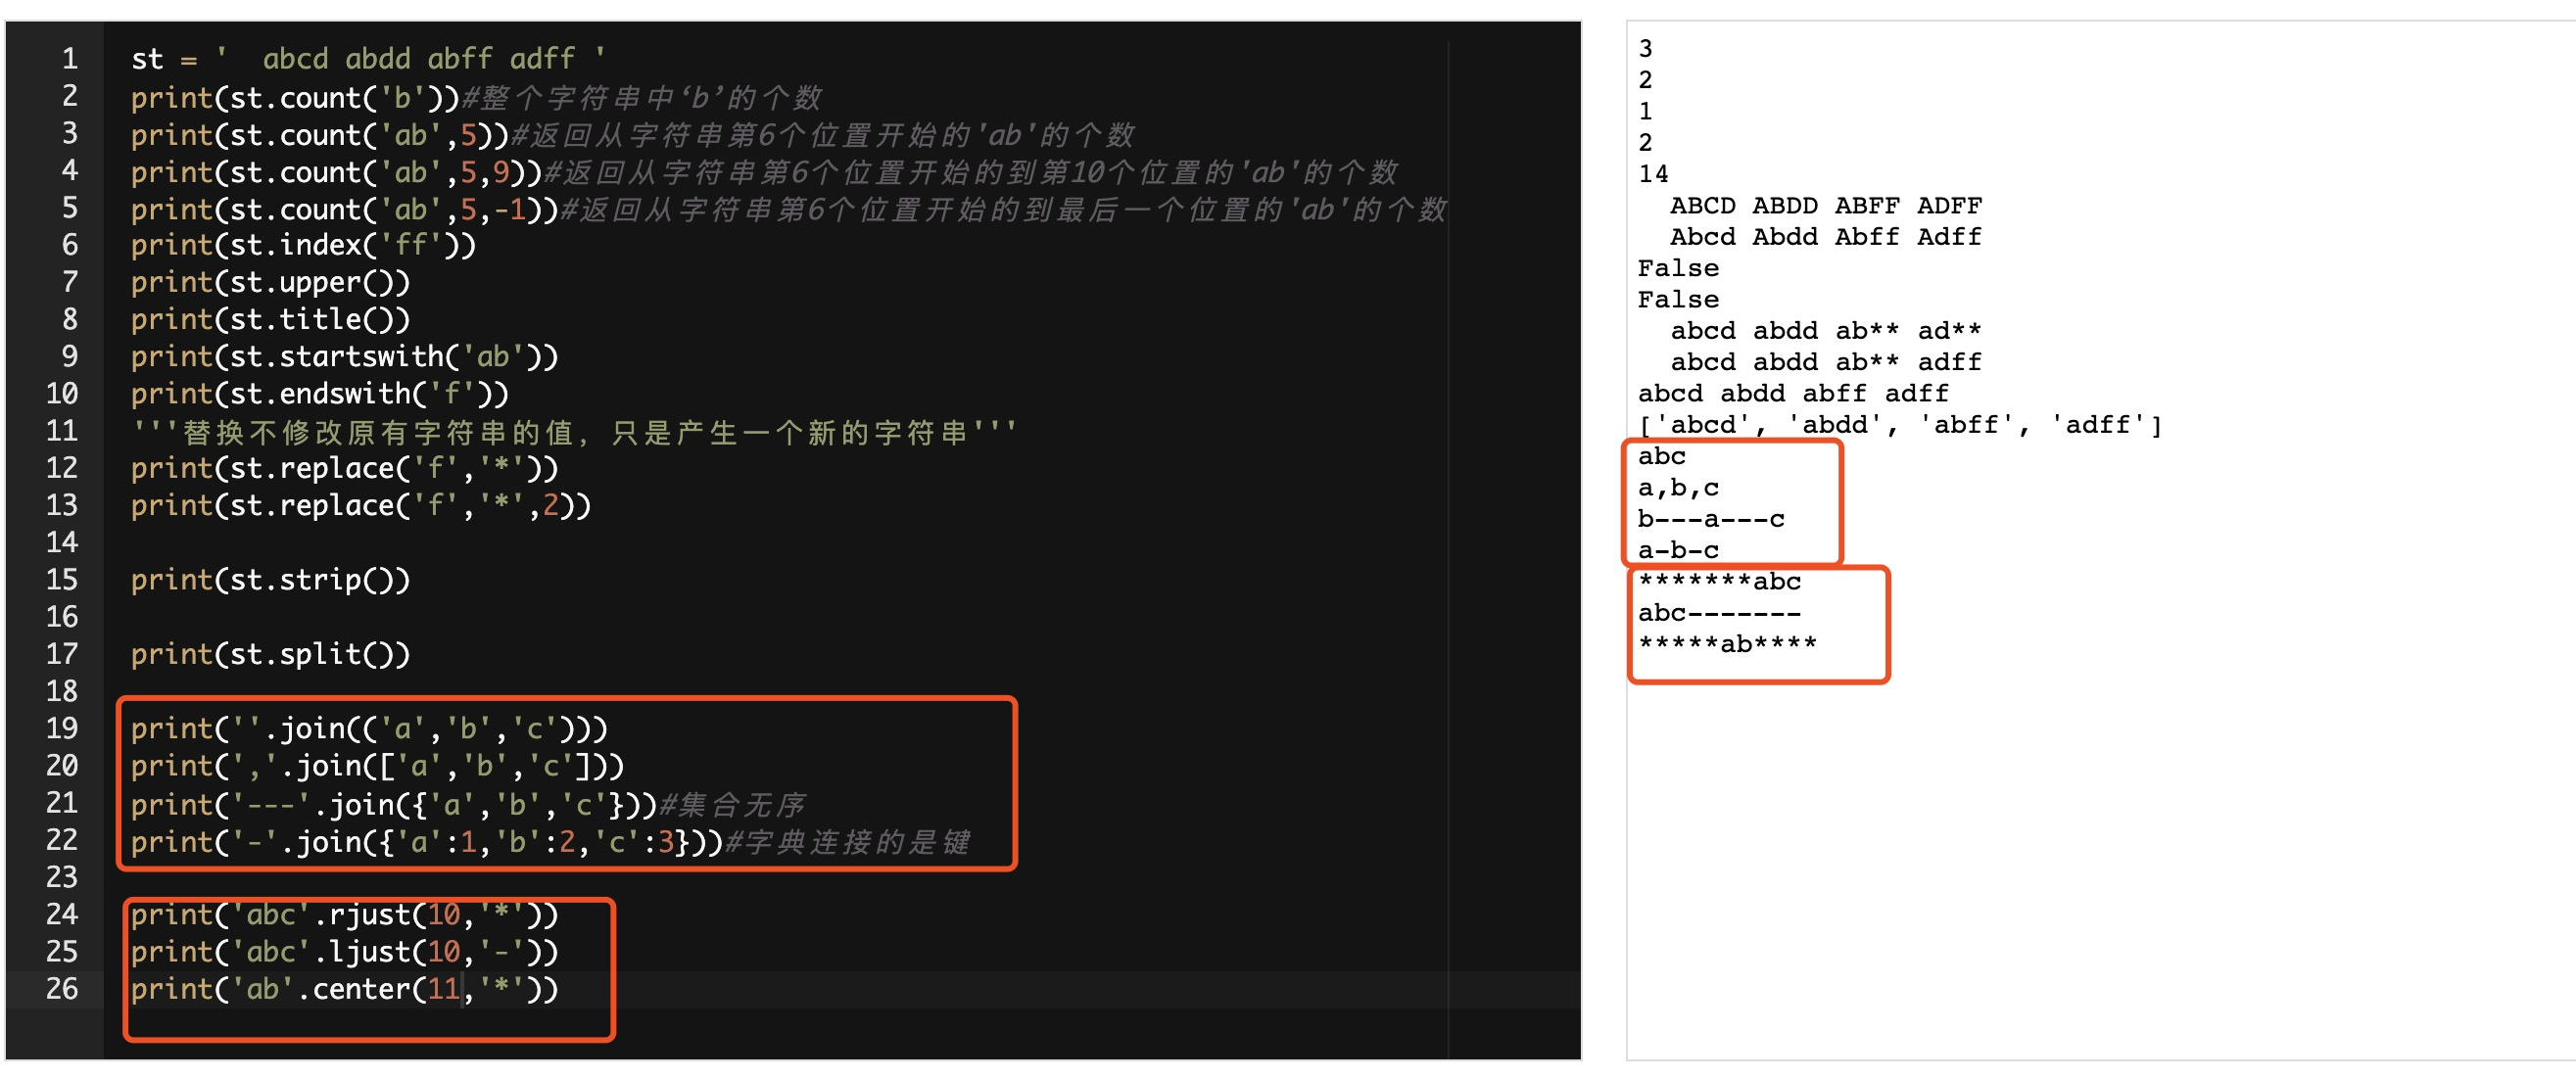 1 st = '  abcd abdd abff adff '
2 print(st.count('b'))#整个字符串中‘b’的个数
3 print(st.count('ab',5))#返回从字符串第6个位置开始的'ab'的个数
4 print(st.count('ab',5,9))#返回从字符串第6个位置开始的到第10个位置的'ab'的个数
5 print(st.count('ab',5,-1))#返回从字符串第6个位置开始的到最后一个位置的'ab'的个数
6 print(st.index('ff'))
7 print(st.upper())
8 print(st.title())
9 print(st.startswith('ab'))
10 print(st.endswith('f'))
11 '''替换不修改原有字符串的值，只是产生一个新的字符串'''
12 print(st.replace('f','*'))
13 print(st.replace('f','*',2))
14
15 print(st.strip())
16
17 print(st.split())
18
19 print(''.join(('a','b','c')))
20 print(','.join(['a','b','c']))
21 print('---'.join({'a','b','c'}))#集合无序
22 print('-'.join({'a':1,'b':2,'c':3}))#字典连接的是键
23
24 print('abc'.rjust(10,'*'))
25 print('abc'.ljust(10,'-'))
26 print('ab'.center(11,'*'))
3
2
1
2
14
  ABCD ABDD ABFF ADFF
  Abcd Abdd Abff Adff
False
False
  abcd abdd ab** ad**
  abcd abdd ab** adff
abcd abdd abff adff
['abcd', 'abdd', 'abff', 'adff']
abc
a,b,c
b---a---c
a-b-c
*******abc
abc-------
*****ab****